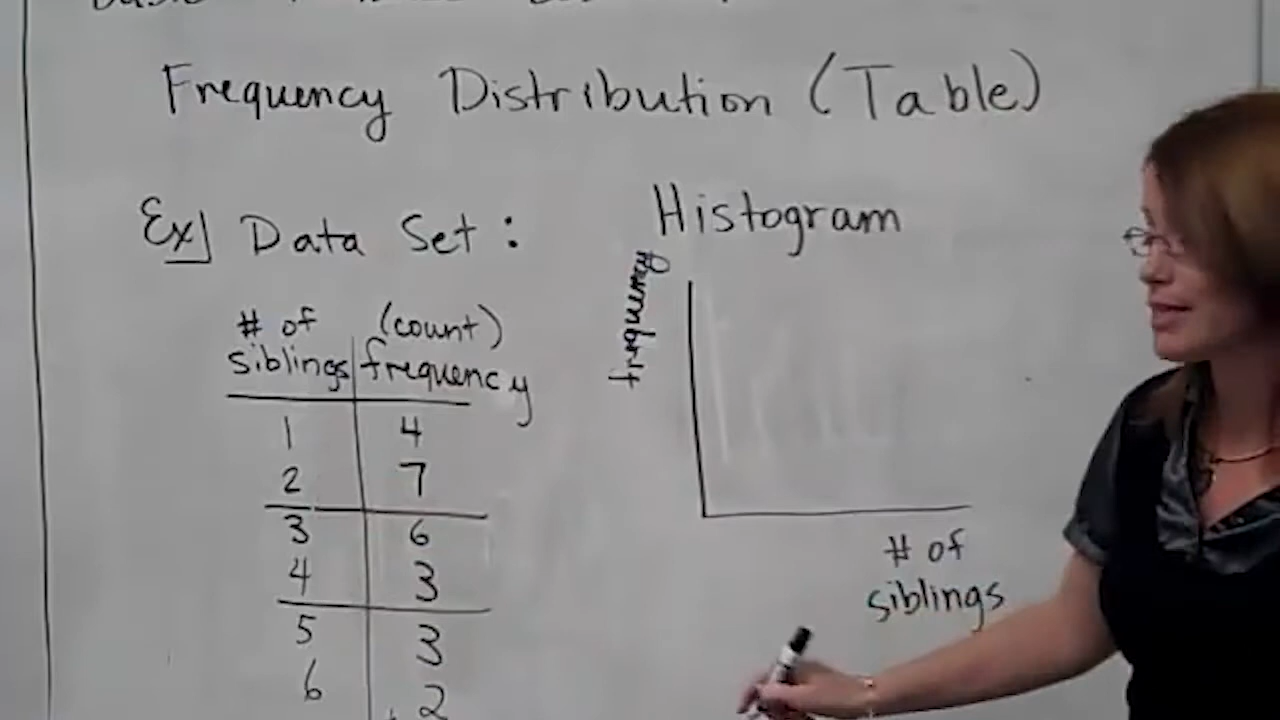 Frequency Distribution (Table)
Ex] Data Set :
# of (count)
siblings frequency
1 4
2 7
3 6
4 3
5 3
6 2
Histogram
frequency
# of
siblings